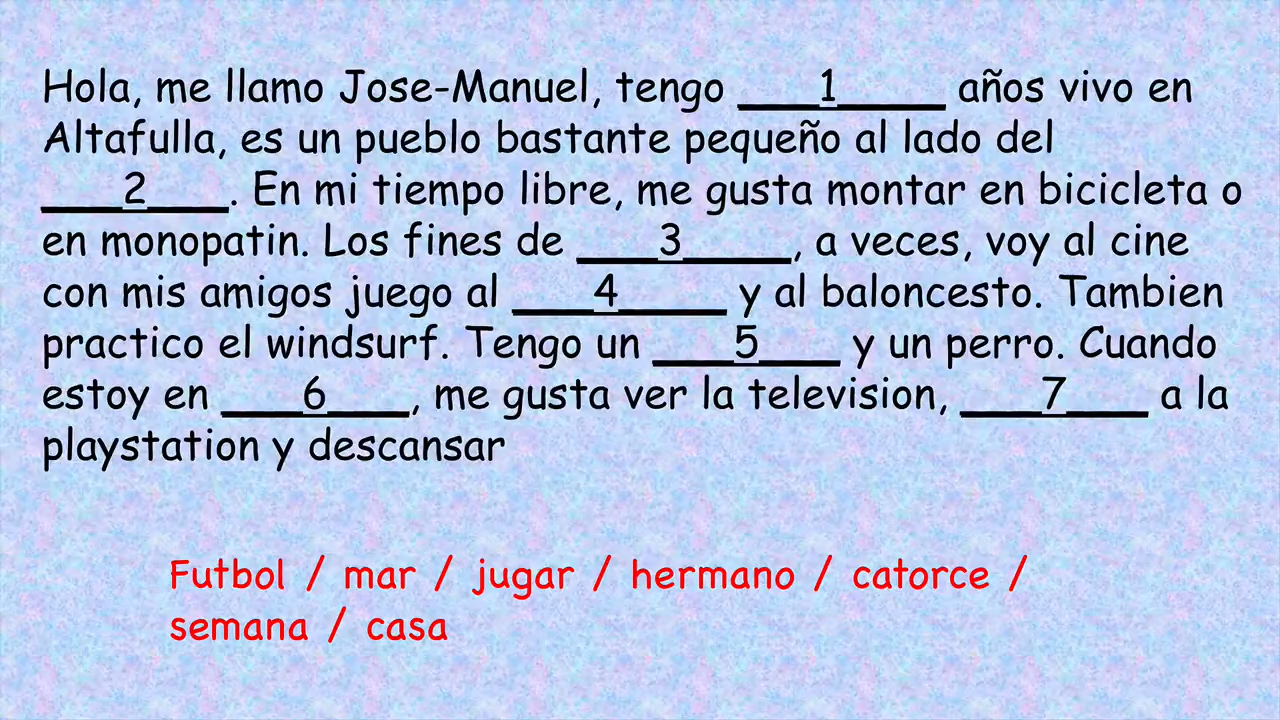 Hola, me llamo Jose-Manuel, tengo ___1____ años vivo en
Altafulla, es un pueblo bastante pequeño al lado del
___2___. En mi tiempo libre, me gusta montar en bicicleta o
en monopatin. Los fines de ___3____, a veces, voy al cine
con mis amigos juego al ___4____ y al baloncesto. Tambien
practico el windsurf. Tengo un ___5___ y un perro. Cuando
estoy en ___6___, me gusta ver la television, ___7___ a la
playstation y descansar
Futbol / mar / jugar / hermano / catorce /
semana / casa